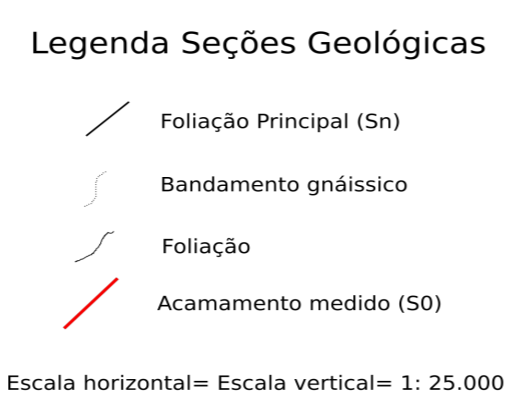 Legenda Seções Geológicas
Foliação Principal (Sn)
Bandamento gnáissico
Foliação
Acamamento medido (S0)
Escala horizontal= Escala vertical= 1: 25.000